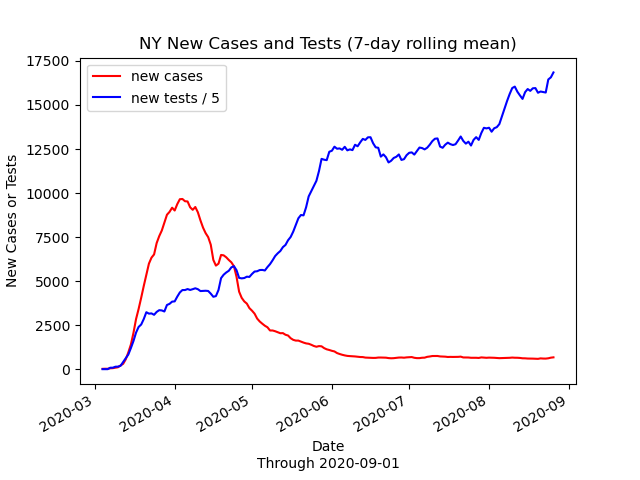 NY New Cases and Tests (7-day rolling mean)
new cases
new tests / 5
New Cases or Tests
17500
15000
12500
10000
7500
5000
2500
0
2020-03
2020-04
2020-05
2020-06
2020-07
2020-08
2020-09
Date
Through 2020-09-01